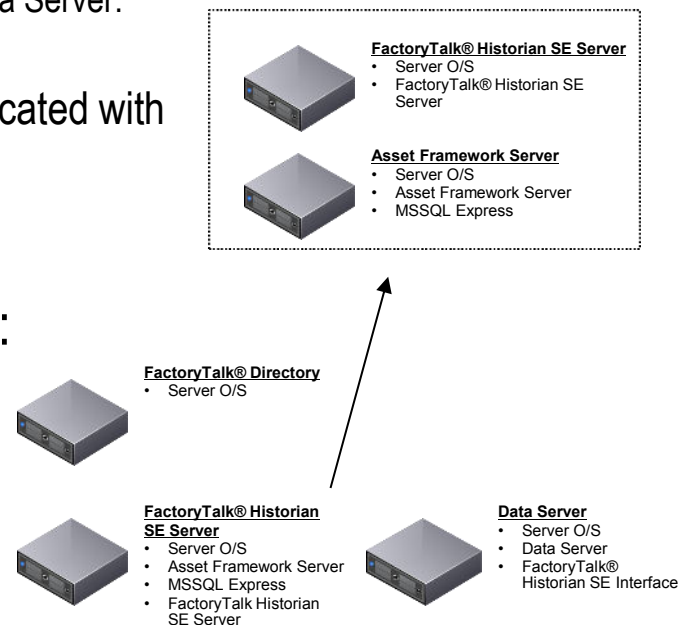 a Server.
cated with
FactoryTalk® Historian SE Server
• Server O/S
• FactoryTalk® Historian SE
Server
Asset Framework Server
• Server O/S
• Asset Framework Server
• MSSQL Express
:
FactoryTalk® Directory
• Server O/S
FactoryTalk® Historian
SE Server
• Server O/S
• Asset Framework Server
• MSSQL Express
• FactoryTalk Historian
SE Server
Data Server
• Server O/S
• Data Server
• FactoryTalk®
Historian SE Interface